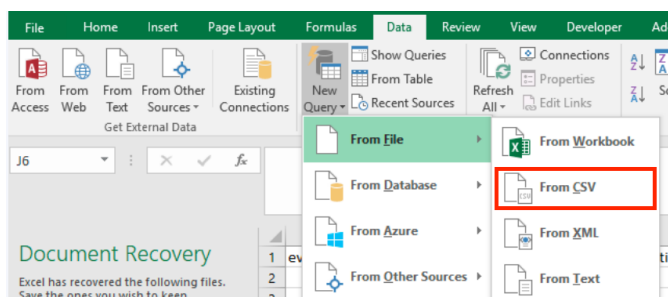 File Home Insert Page Layout Formulas Data Review View Developer Ad
From Access
From Web
From Text
From Other Sources
Existing Connections
Get External Data
New Query
Show Queries
From Table
Recent Sources
Refresh All
Connections
Properties
Edit Links
J6
fx
From File
From Database
From Azure
From Other Sources
From Workbook
From CSV
From XML
From Text
Document Recovery
Excel has recovered the following files.
Save the ones you wish to keep.
1 ev
2